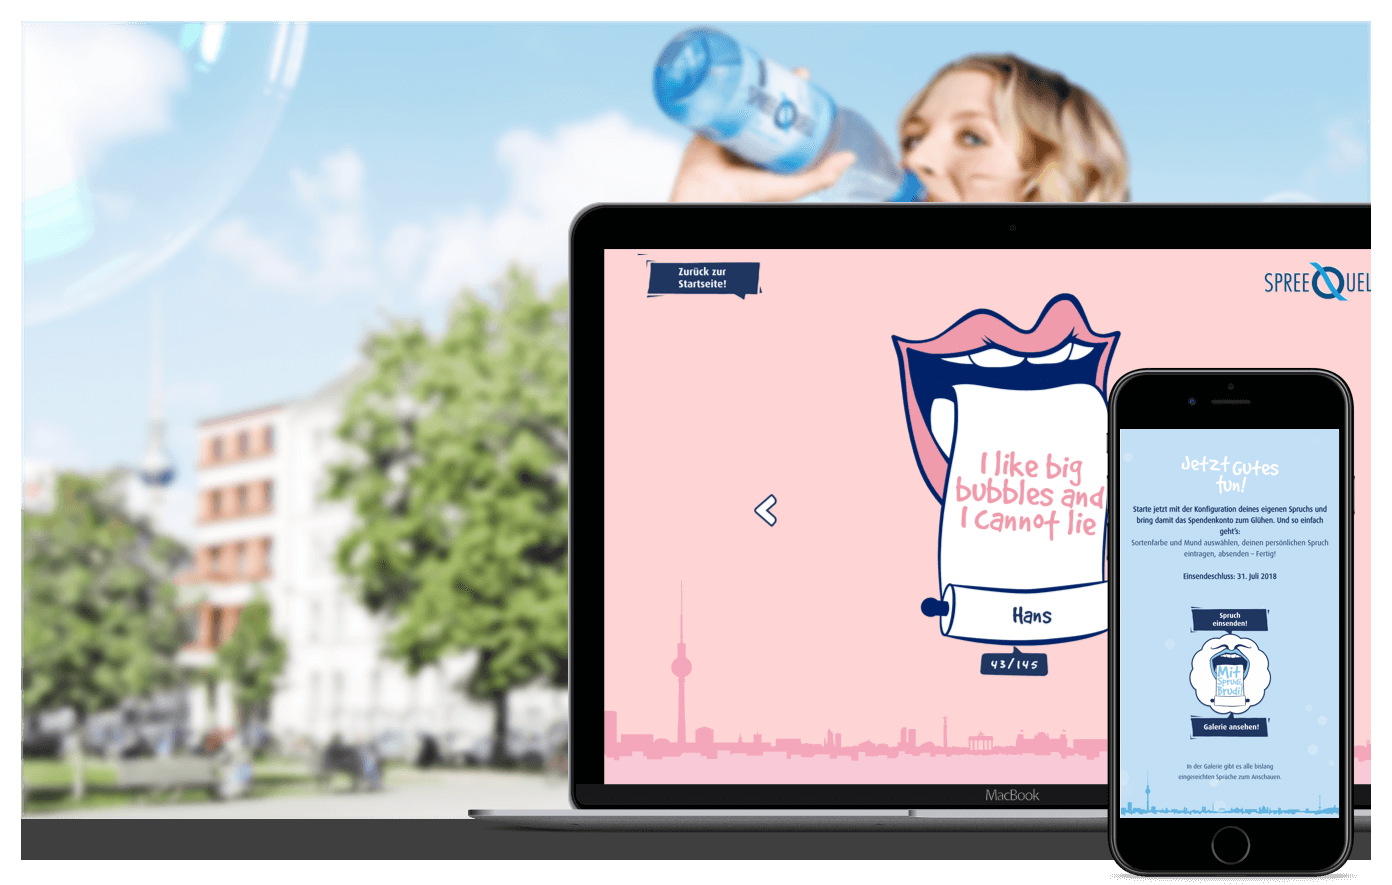 Zurück zur
Startseite!
SPREEQUEL
I like big
bubbles and
I Cannot lie
Hans
43/145
MacBook
Jetzt Gutes
tun!
Starte jetzt mit der Konfiguration deines eigenen Spruchs und
bring damit das Spendenkonto zum Glühen. Und so einfach
geht's:
Sortenfarbe und Mund auswählen, deinen persönlichen Spruch
eintragen, absenden – Fertig!
Einsendeschluss: 31. Juli 2018
Spruch
einsenden!
Mit
Sprudi,
Brudi!
Galerie ansehen!
In der Galerie gibt es alle bislang
eingereichten Sprüche zum Anschauen.